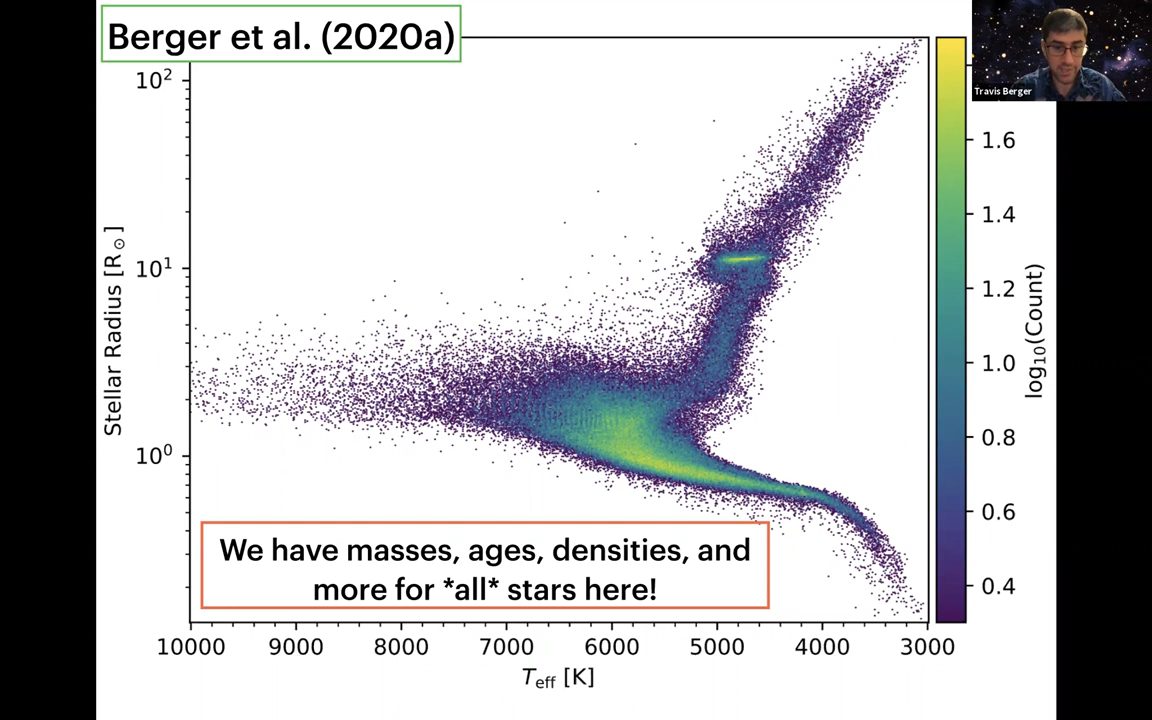 Berger et al. (2020a)
Travis Berger
10²
10¹
10⁰
Stellar Radius [R⊙]
10000 9000 8000 7000 6000 5000 4000 3000
T_eff [K]
1.6
1.4
1.2
1.0
0.8
0.6
0.4
log₁₀(Count)
We have masses, ages, densities, and
more for *all* stars here!